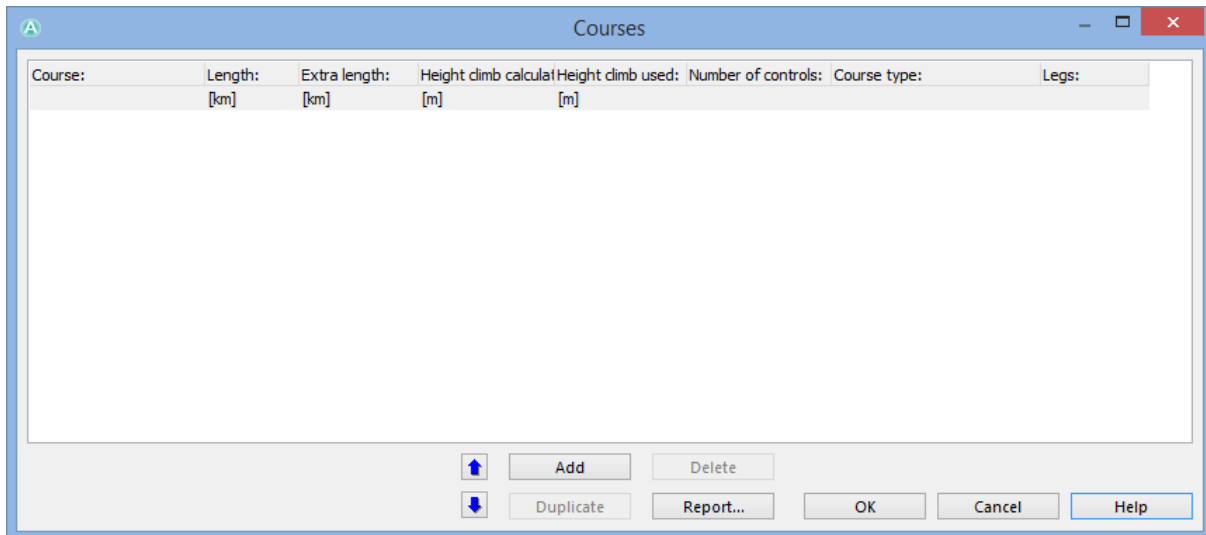 A Courses
Course: Length: Extra length: Height climb calculat Height climb used: Number of controls: Course type: Legs:
[km] [km] [m] [m]
Add Delete
Duplicate Report... OK Cancel Help